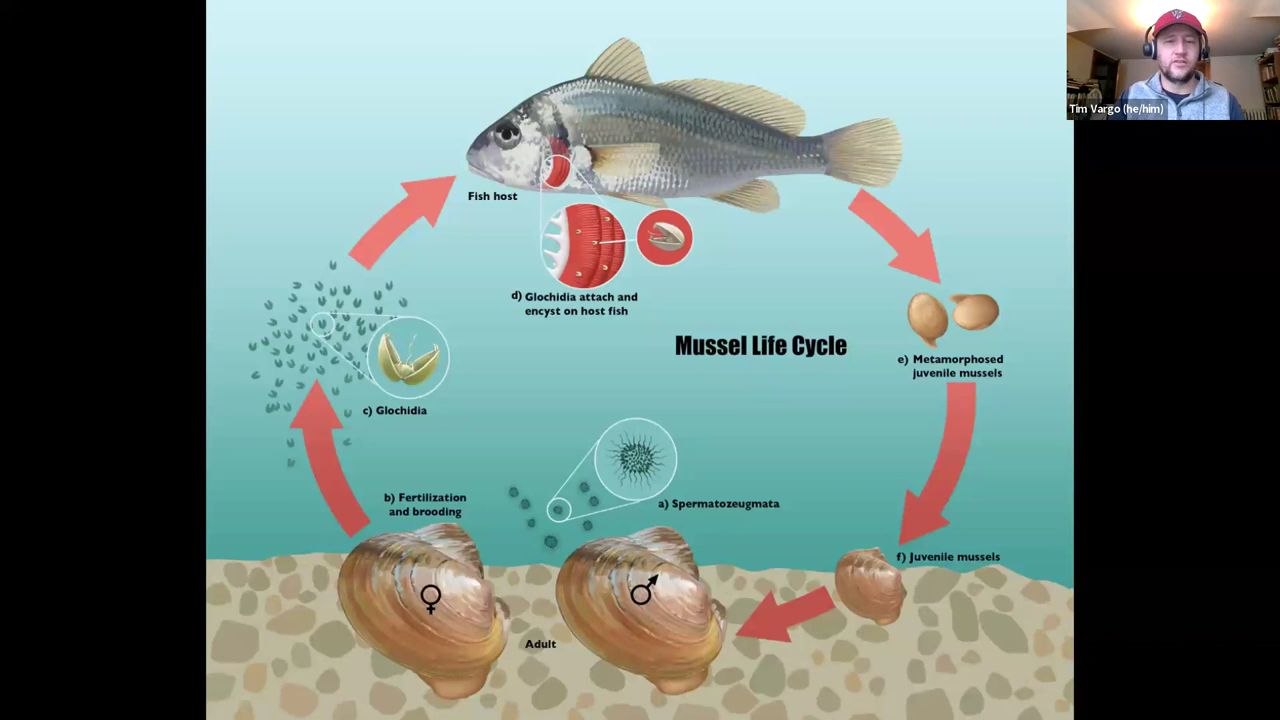 Tim Vargo (he/him)
Fish host
d) Glochidia attach and
encyst on host fish
Mussel Life Cycle
e) Metamorphosed
juvenile mussels
c) Glochidia
b) Fertilization
and brooding
a) Spermatozeugmata
f) Juvenile mussels
♀
♂
Adult